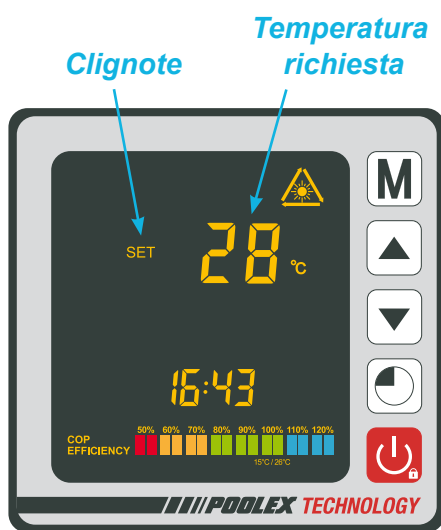 Temperatura
Clignote richiesta
M
SET 28 °C
16:43
50% 60% 70% 80% 90% 100% 110% 120%
COP
EFFICIENCY
15°C / 26°C
POOLEX TECHNOLOGY